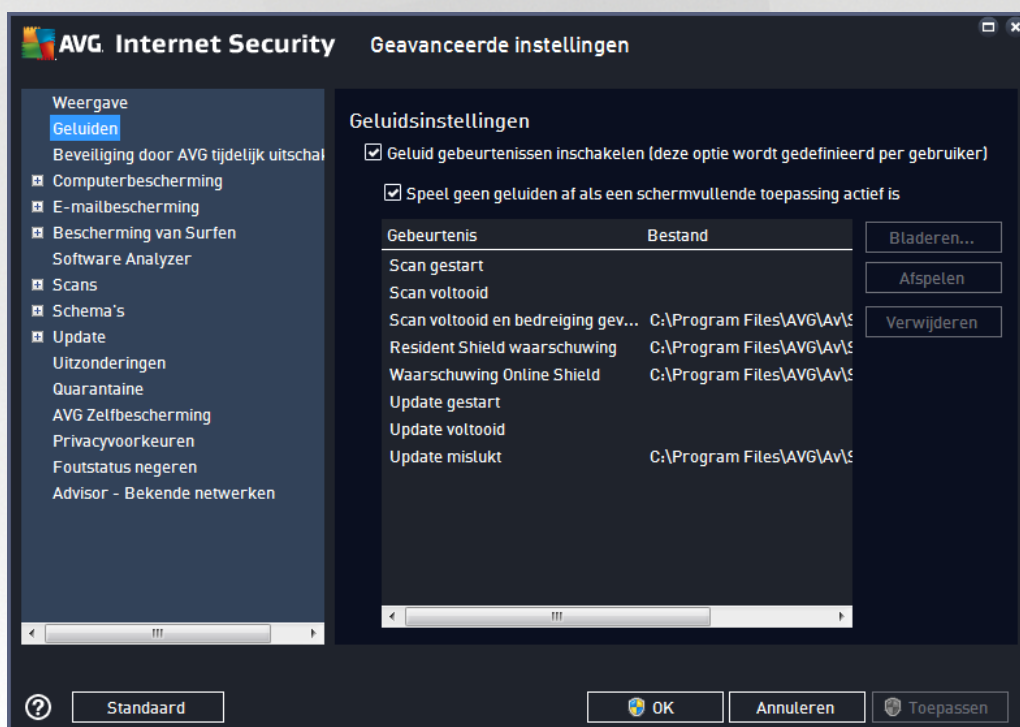 AVG. Internet Security Geavanceerde instellingen
Weergave
Geluiden
Beveiliging door AVG tijdelijk uitschak
Computerbescherming
E-mailbescherming
Bescherming van Surfen
Software Analyzer
Scans
Schema's
Update
Uitzonderingen
Quarantaine
AVG Zelfbescherming
Privacyvoorkeuren
Foutstatus negeren
Advisor - Bekende netwerken
Geluidsinstellingen
Geluid gebeurtenissen inschakelen (deze optie wordt gedefinieerd per gebruiker)
Speel geen geluiden af als een schermvullende toepassing actief is
Gebeurtenis Bestand
Scan gestart
Scan voltooid
Scan voltooid en bedreiging gev... C:\Program Files\AVG\Av\S
Resident Shield waarschuwing C:\Program Files\AVG\Av\S
Waarschuwing Online Shield C:\Program Files\AVG\Av\S
Update gestart
Update voltooid
Update mislukt C:\Program Files\AVG\Av\S
Bladeren...
Afspelen
Verwijderen
Standaard
OK
Annuleren
Toepassen